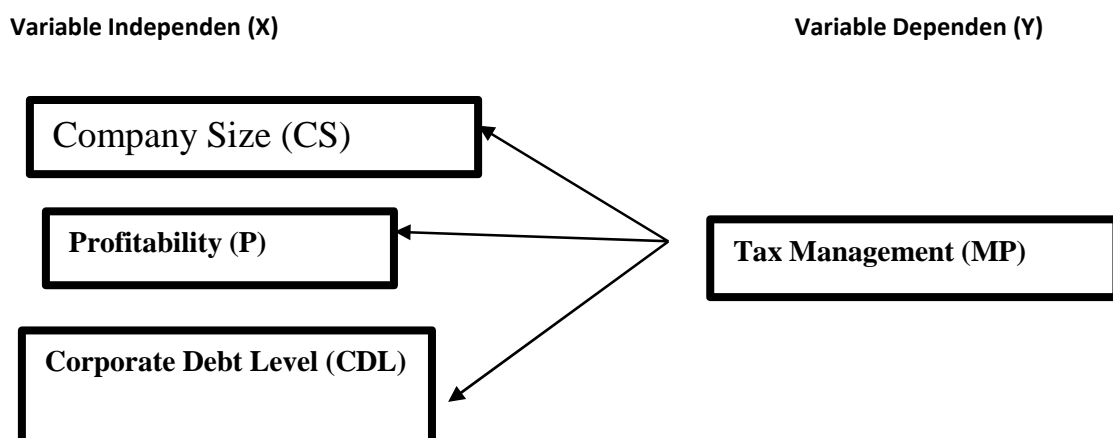 Variable Independen (X)
Variable Dependen (Y)
Company Size (CS)
Profitability (P)
Tax Management (MP)
Corporate Debt Level (CDL)